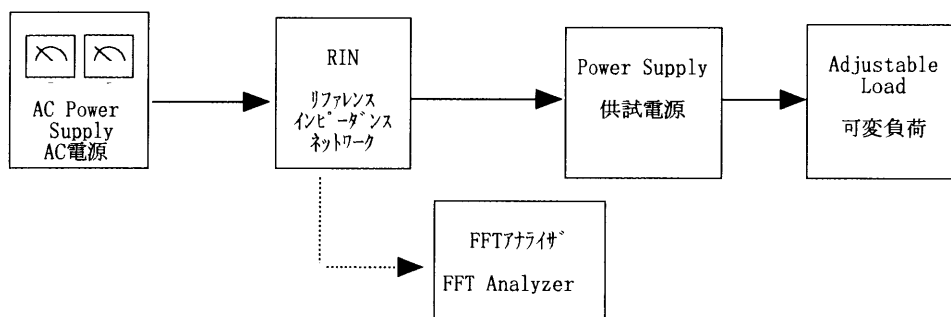 AC Power
Supply
AC電源
RIN
リファレンス
インピーダンス
ネットワーク
Power Supply
供試電源
Adjustable
Load
可変負荷
FFTアナライザ
FFT Analyzer